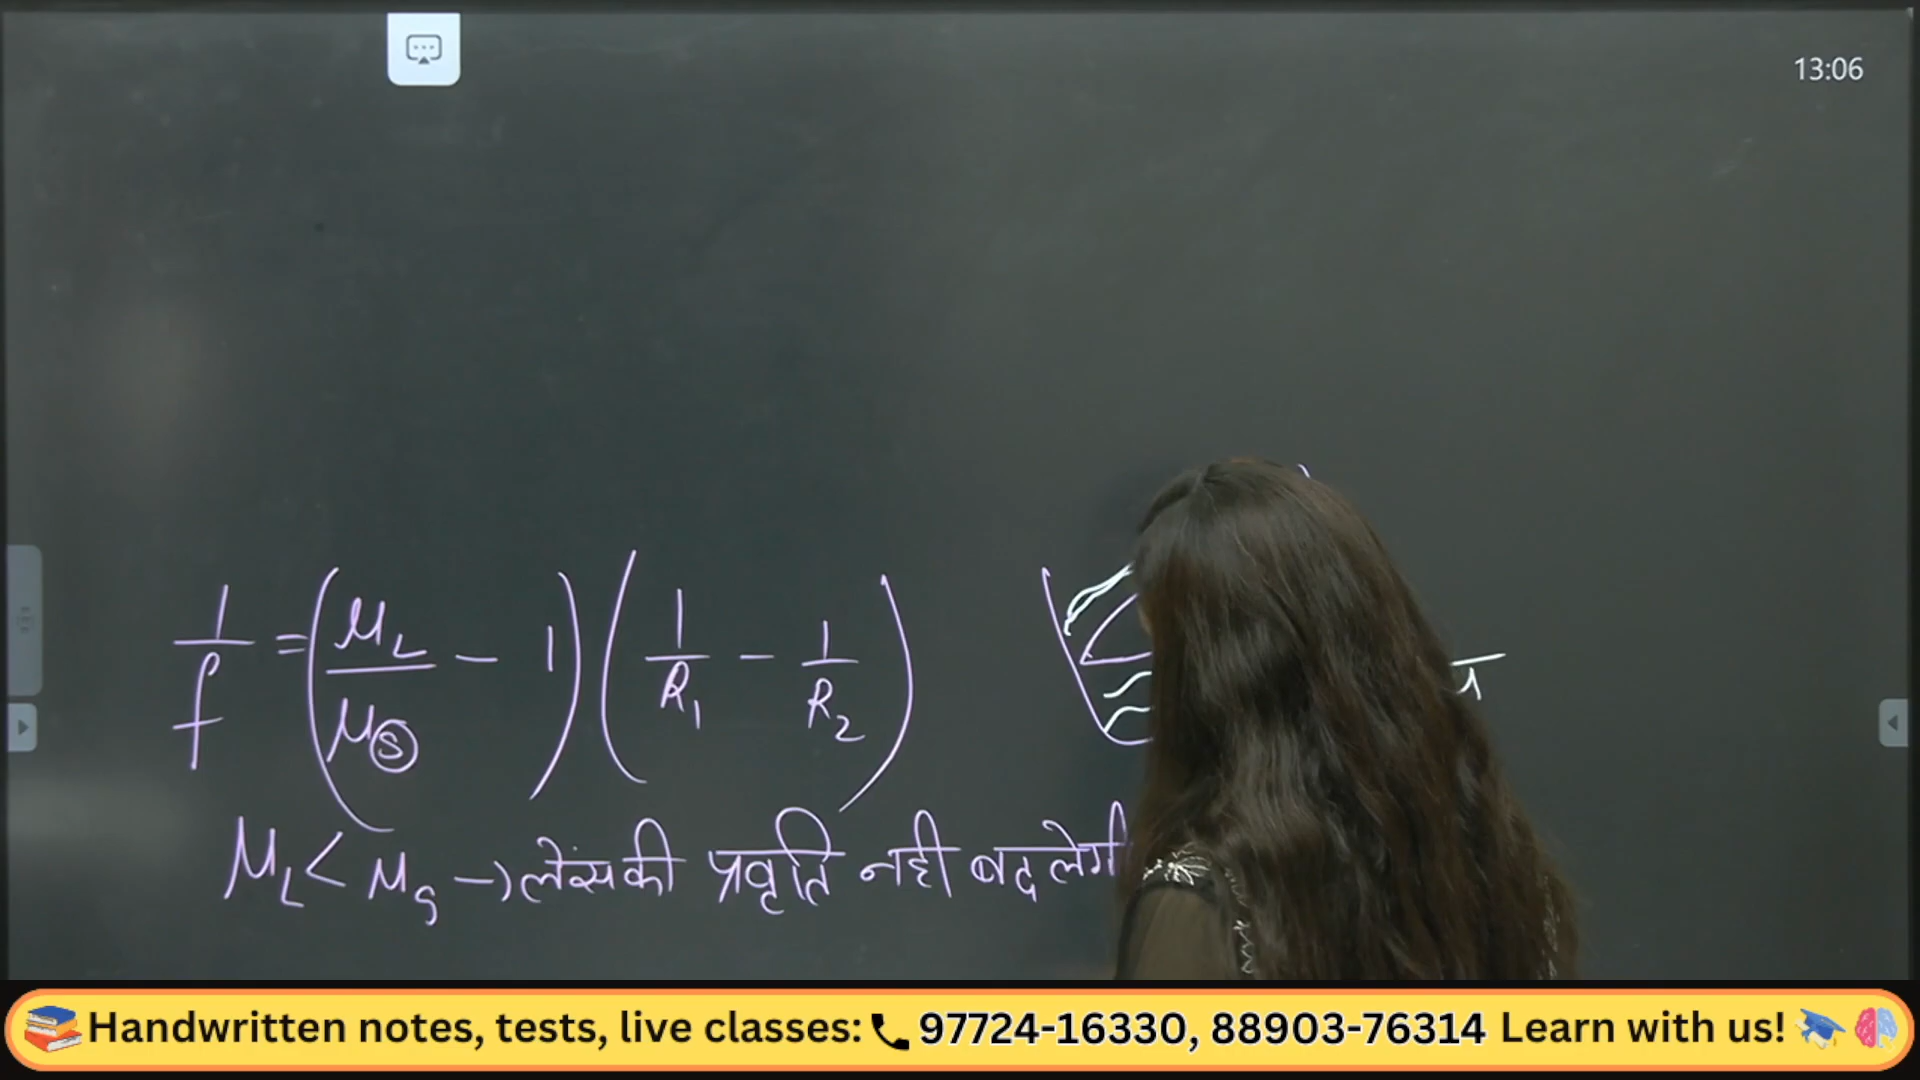 13:06
1/f = (μL/μS - 1) (1/R1 - 1/R2)
μL < μs → लेंस की प्रवृति नही बदलेगी
Handwritten notes, tests, live classes: 97724-16330, 88903-76314 Learn with us!